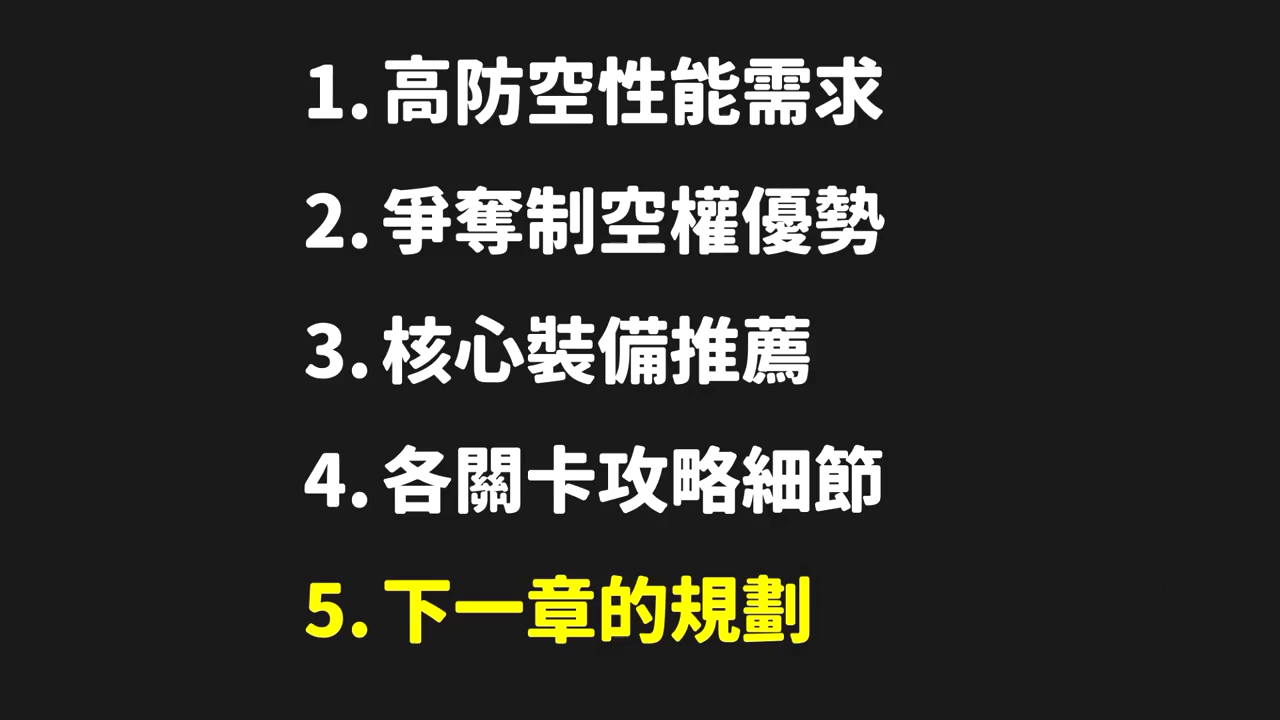 1. 高防空性能需求
2. 爭奪制空權優勢
3. 核心裝備推薦
4. 各關卡攻略細節
5. 下一章的規劃